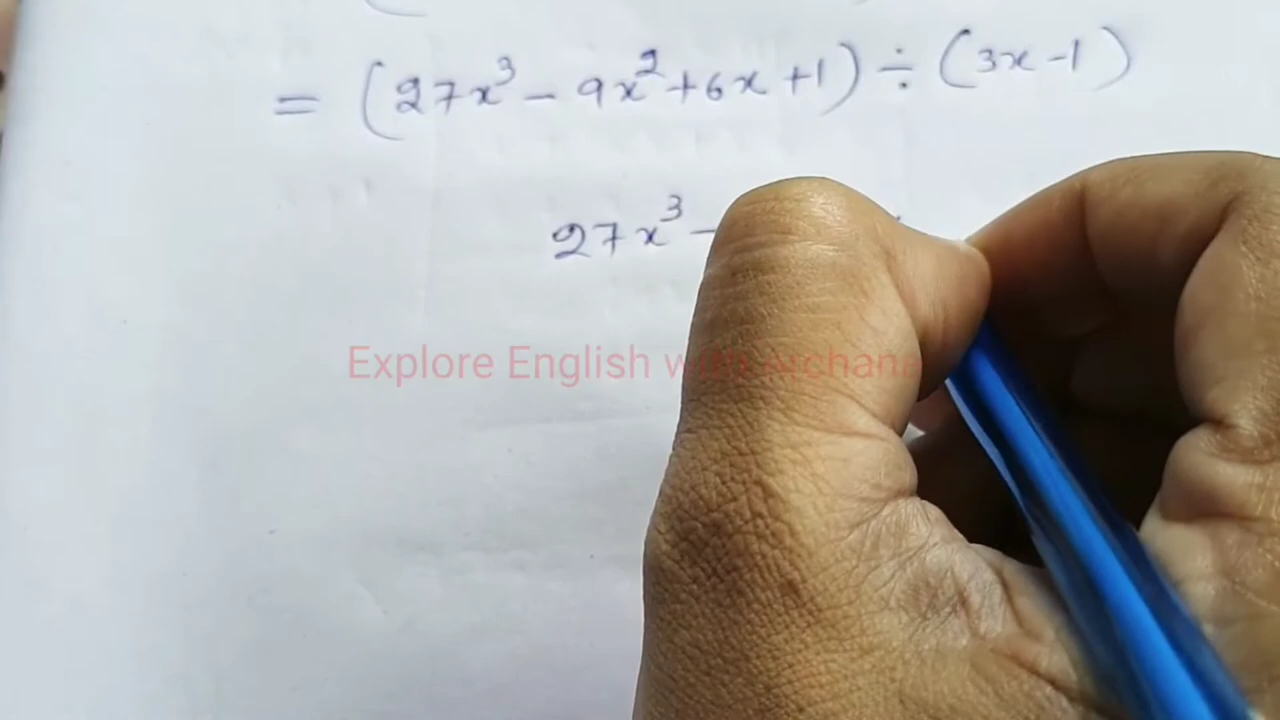 = (27x³ - 9x² + 6x + 1) ÷ (3x - 1)
27x³ -
Explore English with Archana